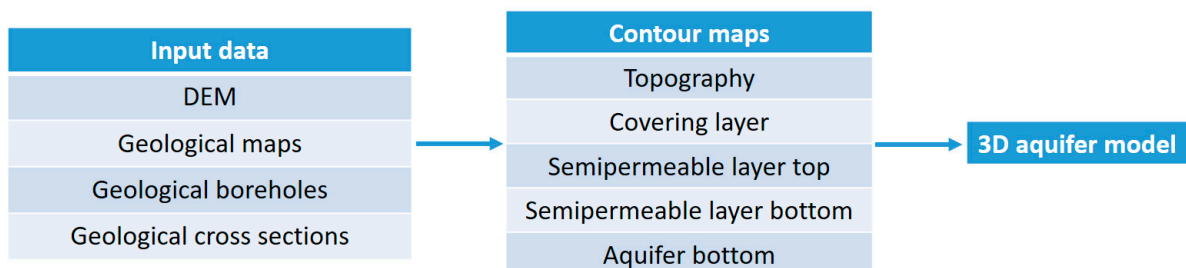 Input data
DEM
Geological maps
Geological boreholes
Geological cross sections
Contour maps
Topography
Covering layer
Semipermeable layer top
Semipermeable layer bottom
Aquifer bottom
3D aquifer model